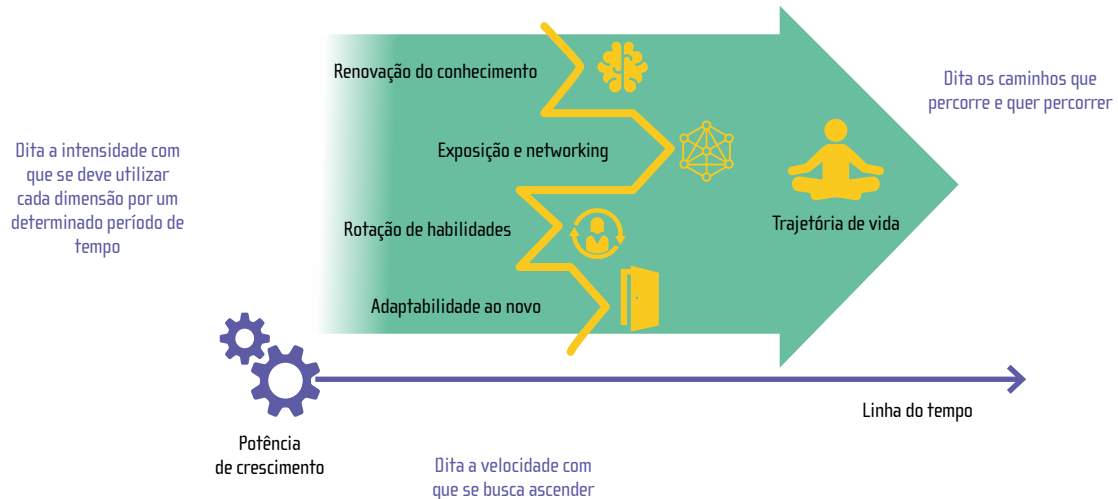 Renovação do conhecimento
Exposição e networking
Rotação de habilidades
Adaptabilidade ao novo
Trajetória de vida
Dita os caminhos que
percorre e quer percorrer
Dita a intensidade com
que se deve utilizar
cada dimensão por um
determinado período de
tempo
Linha do tempo
Potência
de crescimento
Dita a velocidade com
que se busca ascender